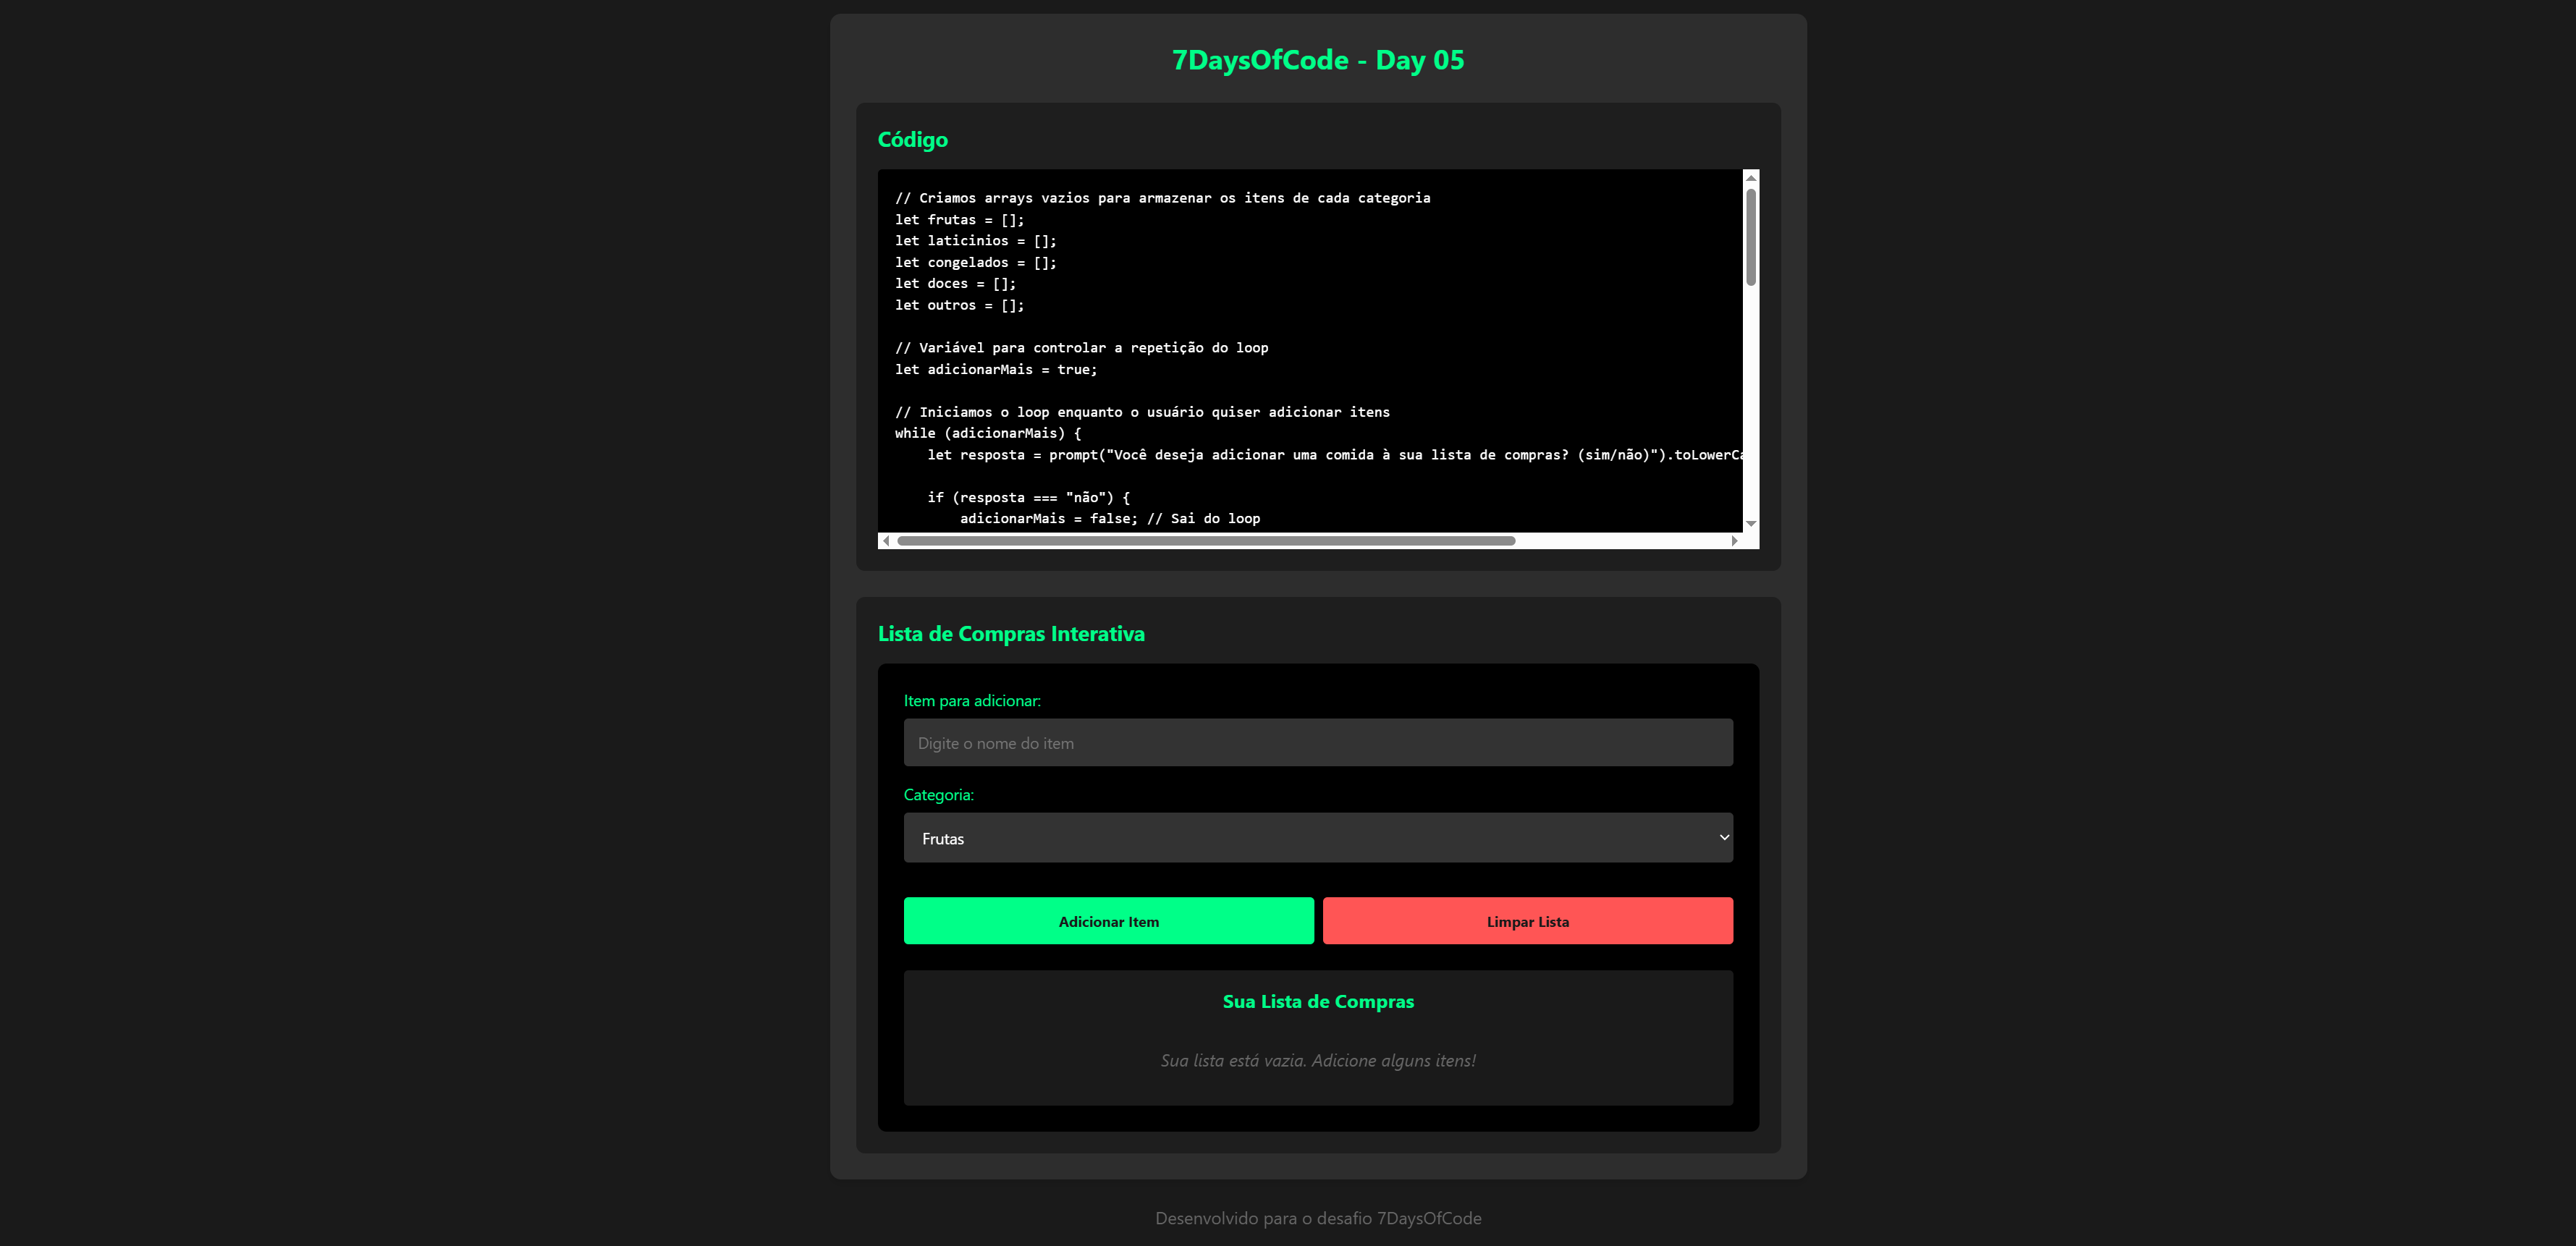 7DaysOfCode - Day 05
Código
// Criamos arrays vazios para armazenar os itens de cada categoria
let frutas = [];
let laticinios = [];
let congelados = [];
let doces = [];
let outros = [];
// Variável para controlar a repetição do loop
let adicionarMais = true;
// Iniciamos o loop enquanto o usuário quiser adicionar itens
while (adicionarMais) {
let resposta = prompt("Você deseja adicionar uma comida à sua lista de compras? (sim/não)").toLowerCa
if (resposta === "não") {
adicionarMais = false; // Sai do loop
Lista de Compras Interativa
Item para adicionar:
Digite o nome do item
Categoria:
Frutas
Adicionar Item
Limpar Lista
Sua Lista de Compras
Sua lista está vazia. Adicione alguns itens!
Desenvolvido para o desafio 7DaysOfCode